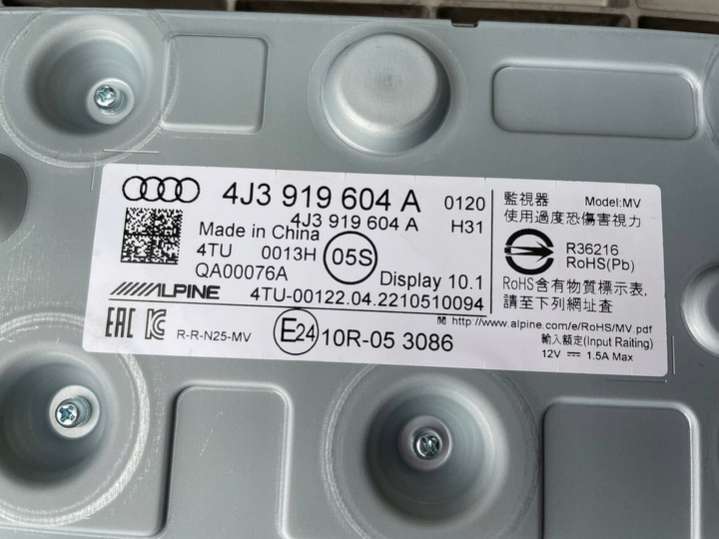 4J3 919 604 A 0120
4J3 919 604 A H31
Made in China
4TU 0013H 05S
QA00076A Display 10.1
ALPINE 4TU-00122.04.2210510094
EAC R-R-N25-MV E24 10R-05 3086
監視器 Model:MV
使用過度恐傷害視力
R36216
RoHS(Pb)
RoHS含有物質標示表,
請至下列網址查
閱 http://www.alpine.com/e/RoHS/MV.pdf
輸入額定(Input Raiting)
12V 1.5A Max